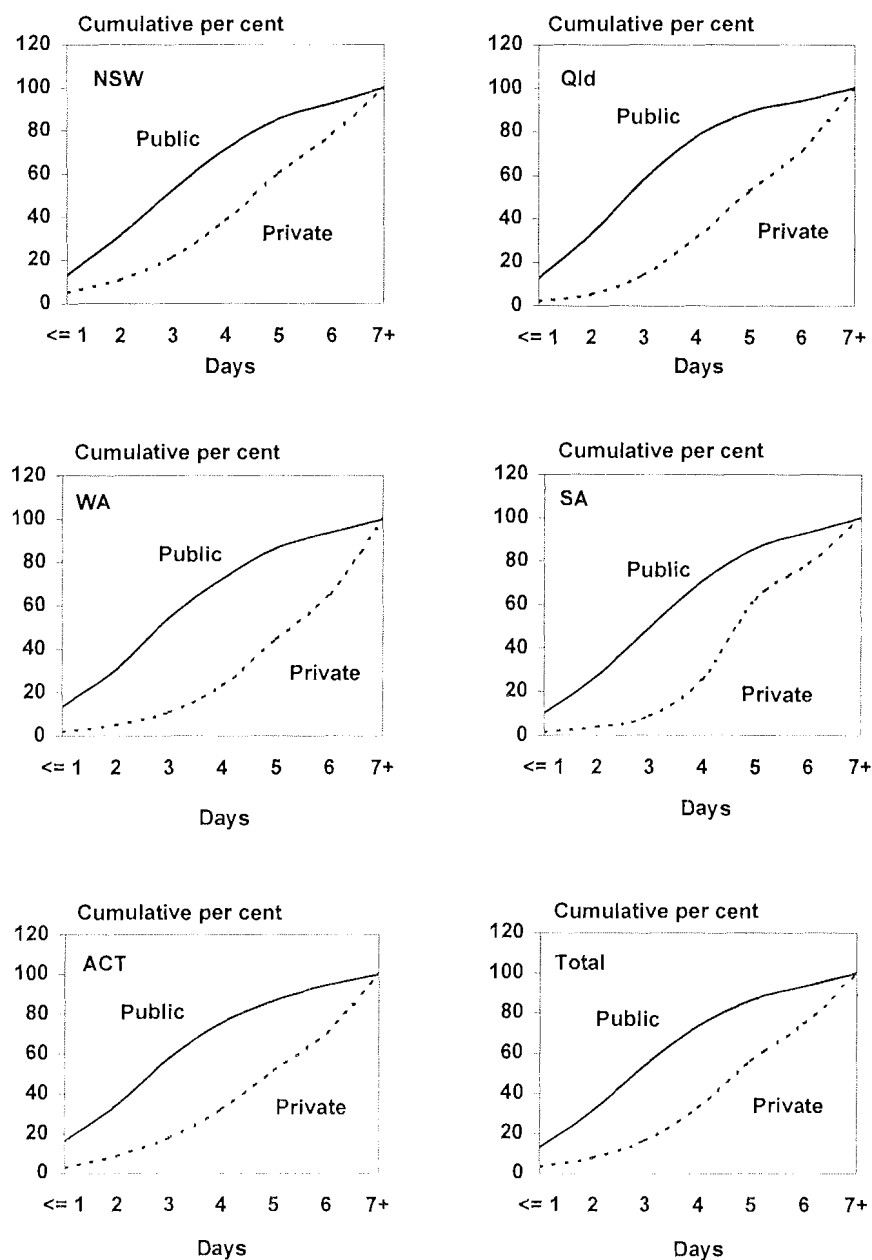 Cumulative per cent
120
NSW
100
80
Public
60
40
Private
20
0
<= 1 2 3 4 5 6 7+
Days
Cumulative per cent
120
Qld
100
80
Public
60
40
Private
20
0
<= 1 2 3 4 5 6 7+
Days
Cumulative per cent
120
WA
100
80
Public
60
40
Private
20
0
<= 1 2 3 4 5 6 7+
Days
Cumulative per cent
120
SA
100
80
Public
60
40
Private
20
0
<= 1 2 3 4 5 6 7+
Days
Cumulative per cent
120
ACT
100
80
Public
60
40
Private
20
0
<= 1 2 3 4 5 6 7+
Days
Cumulative per cent
120
Total
100
80
Public
60
40
Private
20
0
<= 1 2 3 4 5 6 7+
Days